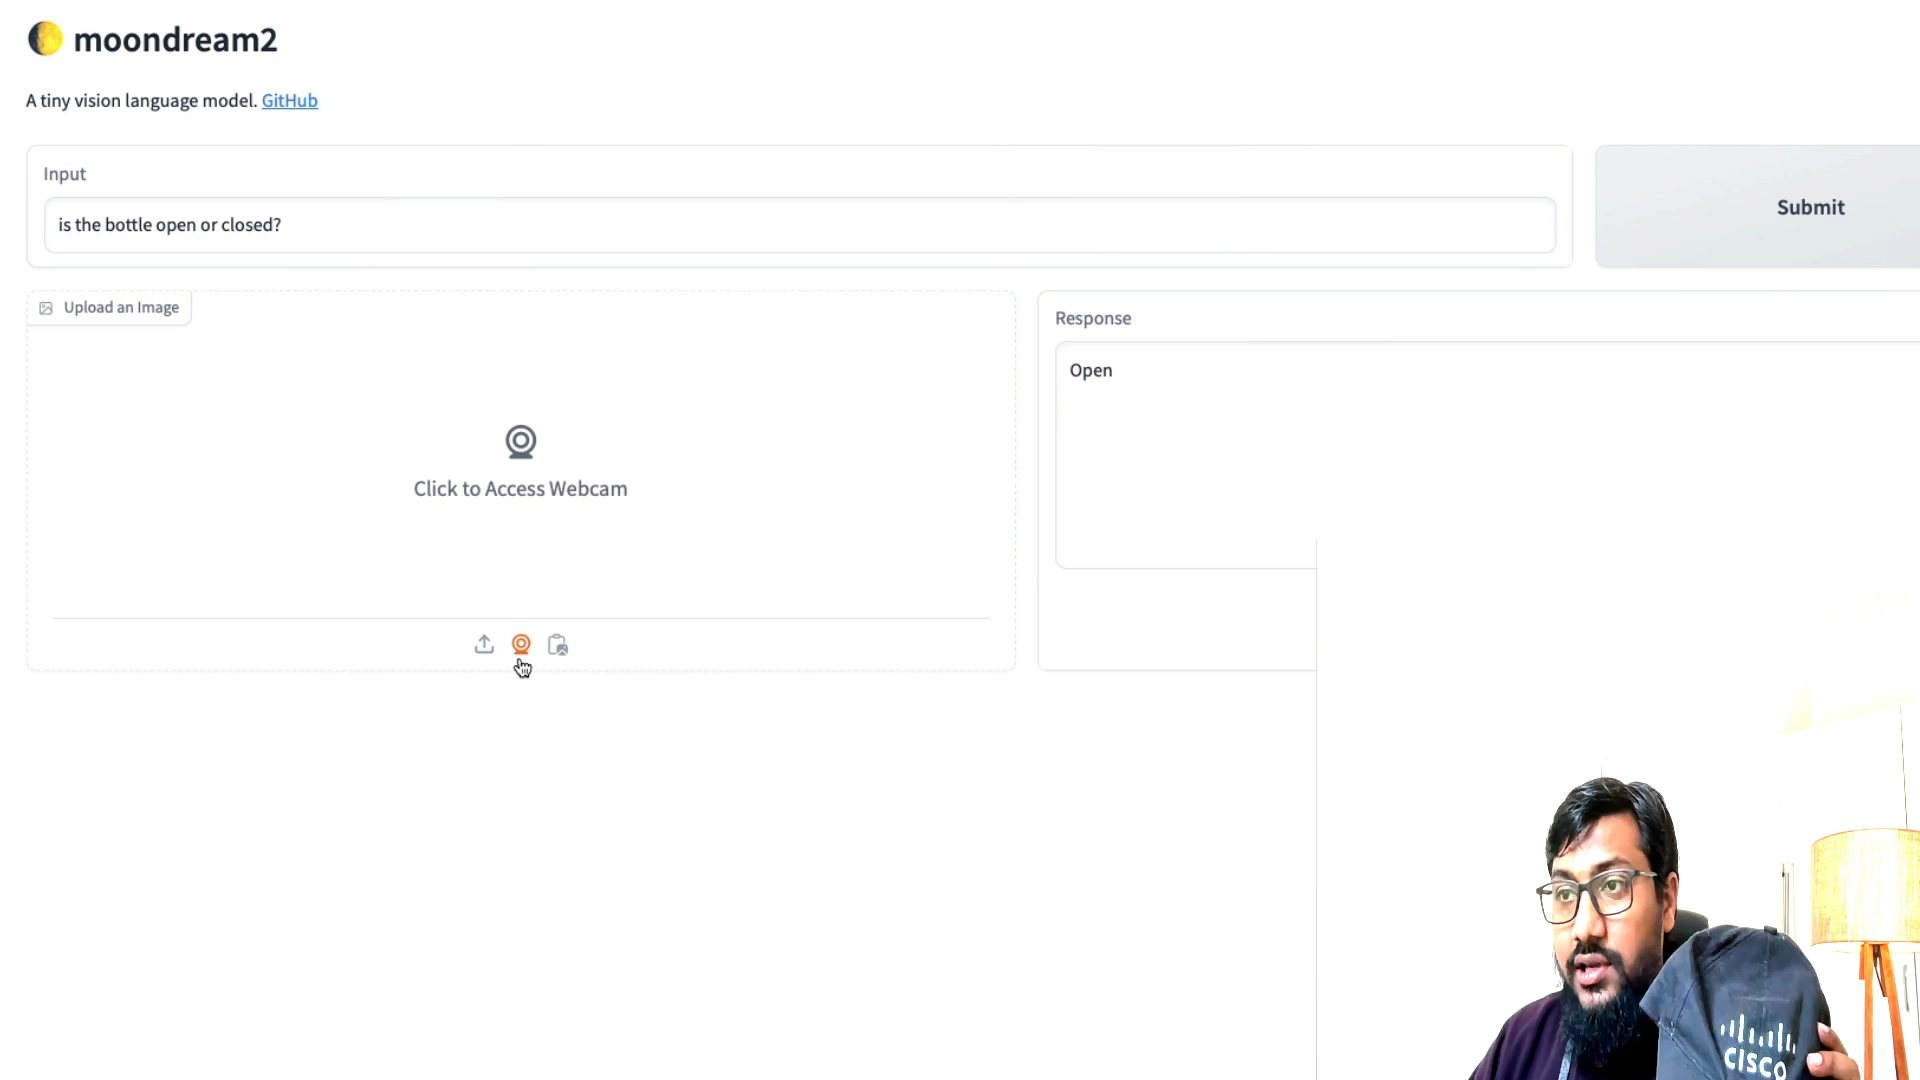 moondream2
A tiny vision language model. GitHub
Input
is the bottle open or closed?
Submit
Upload an Image
Click to Access Webcam
Response
Open
CISCO